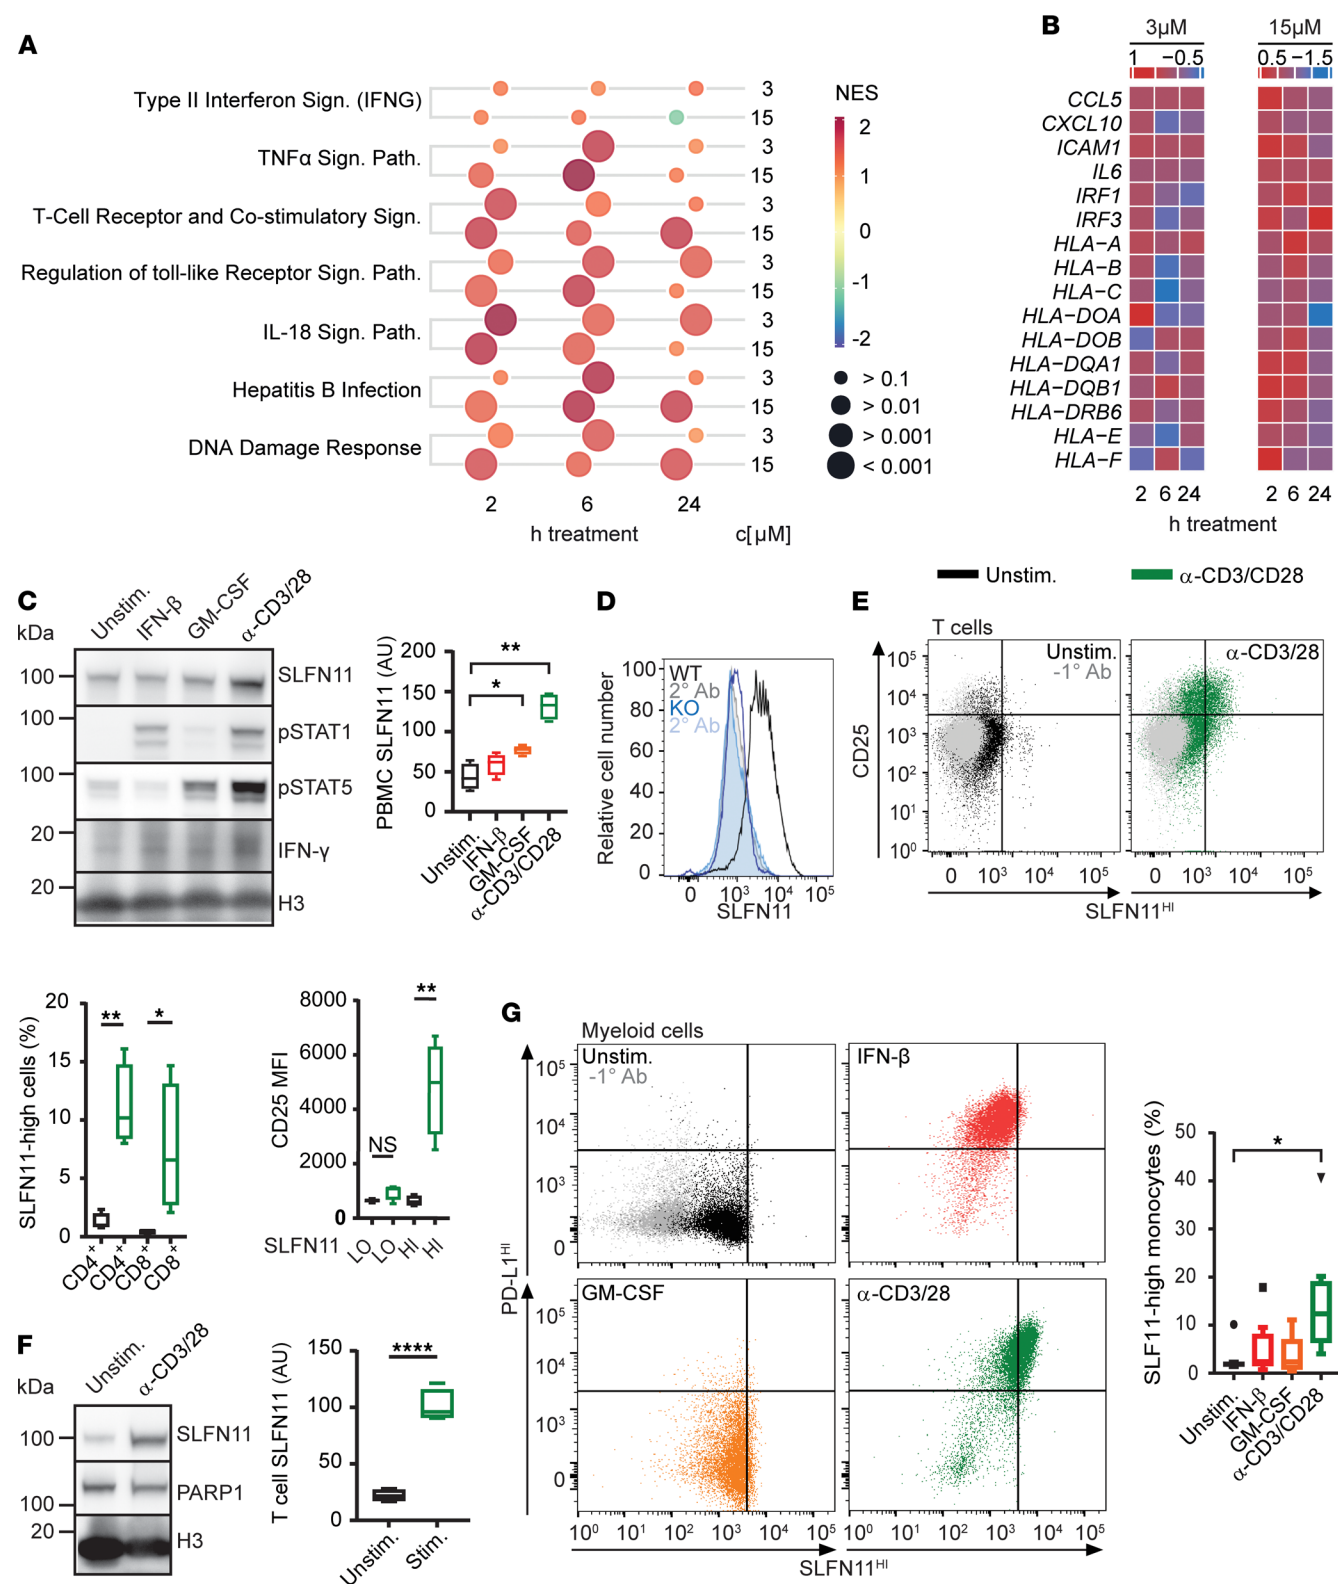 A
Type II Interferon Sign. (IFNG)
TNFα Sign. Path.
T-Cell Receptor and Co-stimulatory Sign.
Regulation of toll-like Receptor Sign. Path.
IL-18 Sign. Path.
Hepatitis B Infection
DNA Damage Response
3
15
3
15
3
15
3
15
3
15
3
15
3
15
2 6 24
h treatment c[µM]
NES
2
1
0
-1
-2
> 0.1
> 0.01
> 0.001
< 0.001
B
3µM 15µM
1 −0.5 0.5 −1.5
CCL5
CXCL10
ICAM1
IL6
IRF1
IRF3
HLA−A
HLA−B
HLA−C
HLA−DOA
HLA−DOB
HLA−DQA1
HLA−DQB1
HLA−DRB6
HLA−E
HLA−F
2 6 24 2 6 24
h treatment
C
kDa
Unstim.
IFN-β
GM-CSF
α-CD3/28
100 SLFN11
100 pSTAT1
100 pSTAT5
20 IFN-γ
20 H3
PBMC SLFN11 (AU)
200
150
100
50
0
**
*
Unstim.
IFN-β
GM-CSF
α-CD3/CD28
D
Relative cell number
100
80
60
40
20
0
WT
2° Ab
KO
2° Ab
0 10³ 10⁴ 10⁵
SLFN11
Unstim. α-CD3/CD28
E
T cells
CD25
10⁵
10⁴
10³
10²
10¹
10⁰
Unstim.
-1° Ab
α-CD3/28
0 10³ 10⁴ 10⁵ 0 10³ 10⁴ 10⁵
SLFN11ᴴᴵ
SLFN11-high cells (%)
20
15
10
5
0
** *
CD4⁺ CD4⁺ CD8⁺ CD8⁺
CD25 MFI
8000
6000
4000
2000
0
NS **
SLFN11 LO LO HI HI
F
kDa
Unstim.
α-CD3/28
100 SLFN11
PARP1
100
20 H3
T cell SLFN11 (AU)
150
100
50
0
****
Unstim.
Stim.
G
Myeloid cells
Unstim.
-1° Ab
IFN-β
GM-CSF
α-CD3/28
PD-L1ᴴᴵ
10⁵
10⁴
10³
0
10⁵
10⁴
10³
0
10⁰ 10¹ 10² 10³ 10⁴ 10⁵ 10⁰ 10¹ 10² 10³ 10⁴ 10⁵
SLFN11ᴴᴵ
SLF11-high monocytes (%)
50
40
30
20
10
0
*
Unstim.
IFN-β
GM-CSF
α-CD3/CD28